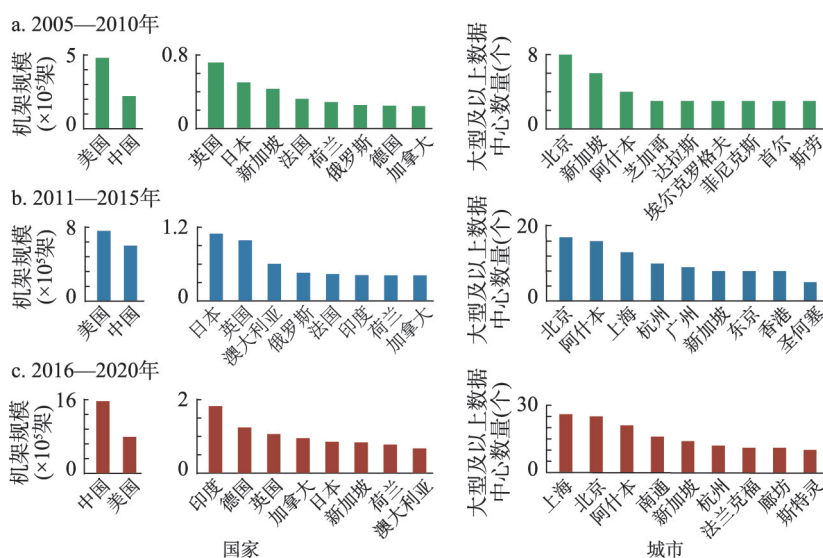 a. 2005—2010年
机架规模
(×10⁵架)
5
0
美国
中国
0.8
0
英国
日本
新加坡
法国
荷兰
俄罗斯
德国
加拿大
大型及以上数据
中心数量(个)
8
0
北京
新加坡
阿什本
芝加哥
达拉斯
埃尔克罗格夫
菲尼克斯
首尔
斯劳
b. 2011—2015年
机架规模
(×10⁵架)
8
0
美国
中国
1.2
0
日本
英国
澳大利亚
俄罗斯
法国
印度
荷兰
加拿大
大型及以上数据
中心数量(个)
20
0
北京
阿什本
上海
杭州
广州
新加坡
东京
香港
圣何塞
c. 2016—2020年
机架规模
(×10⁵架)
16
0
中国
美国
2
0
印度
德国
英国
加拿大
日本
新加坡
荷兰
澳大利亚
国家
大型及以上数据
中心数量(个)
30
0
上海
北京
阿什本
南通
新加坡
杭州
法兰克福
廊坊
斯特灵
城市